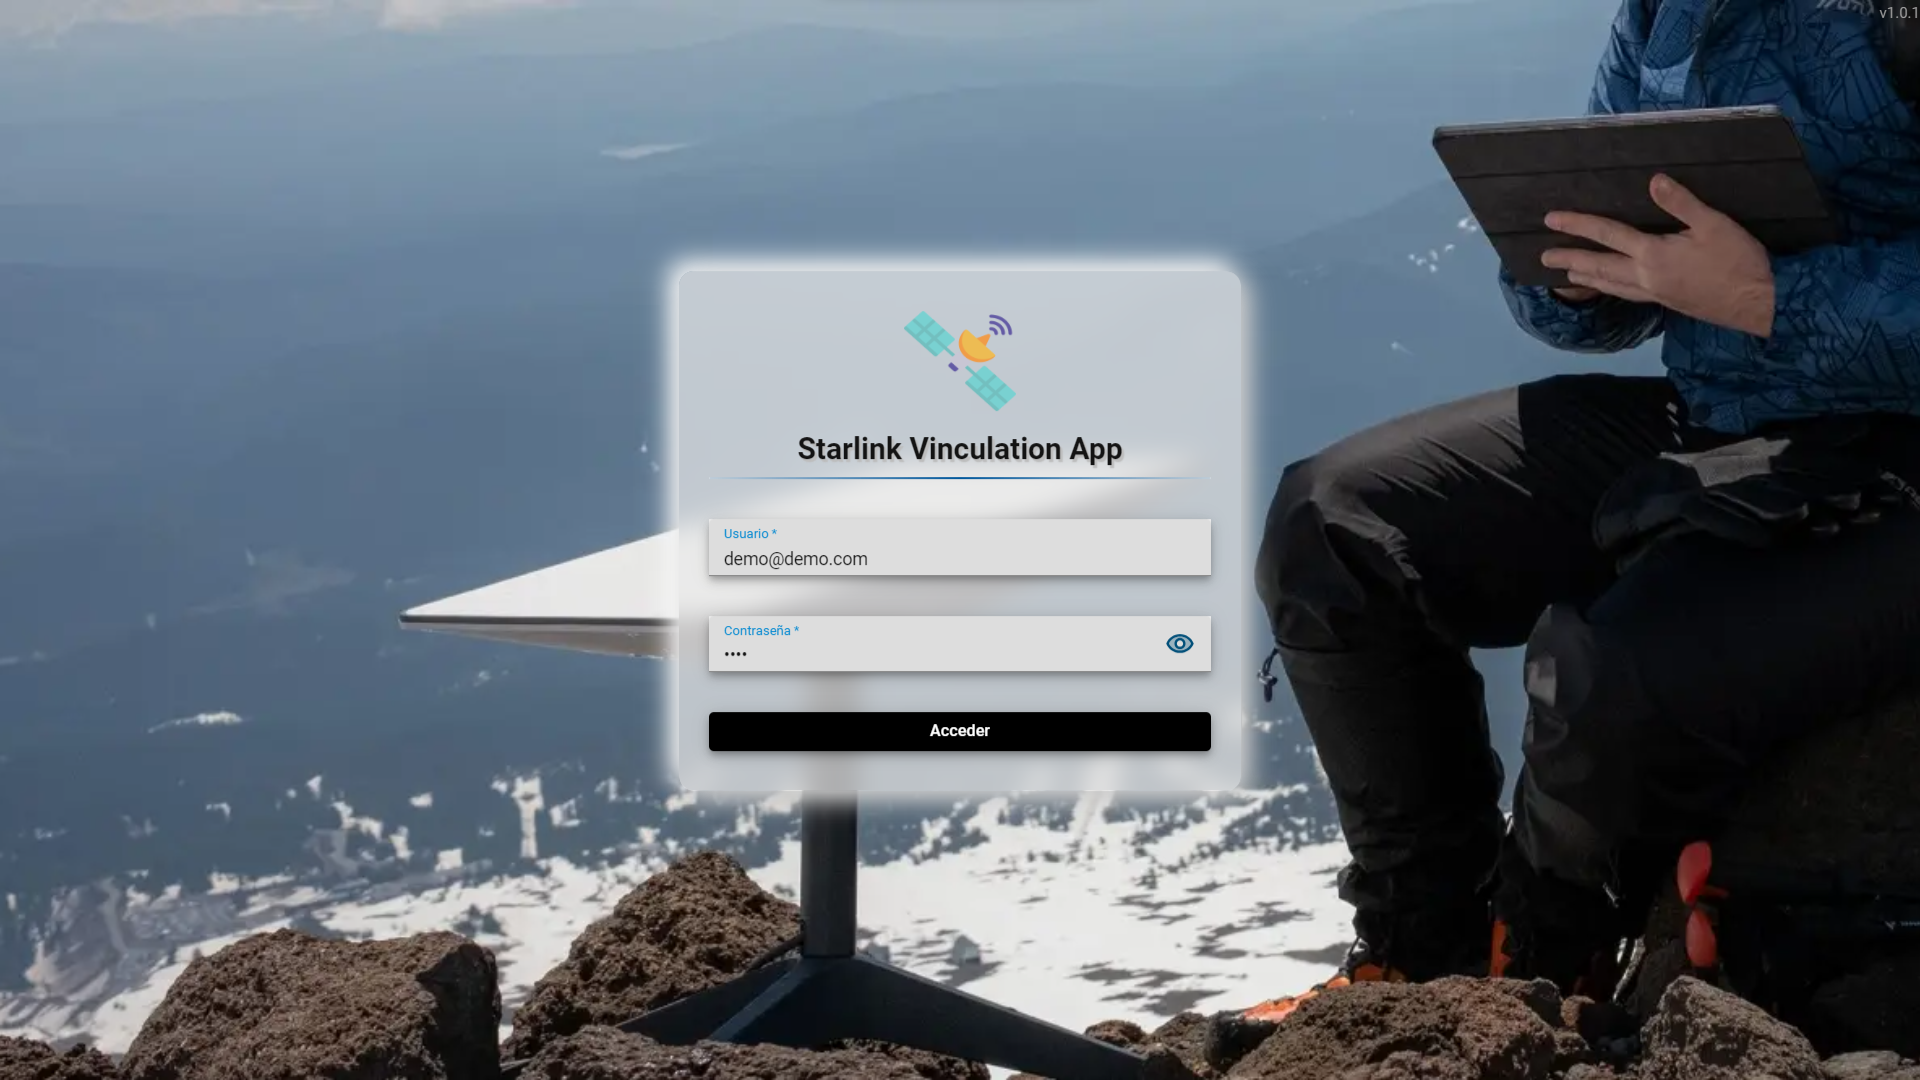 v1.0.1
Starlink Vinculation App
Usuario *
demo@demo.com
Contraseña *
••••
Acceder